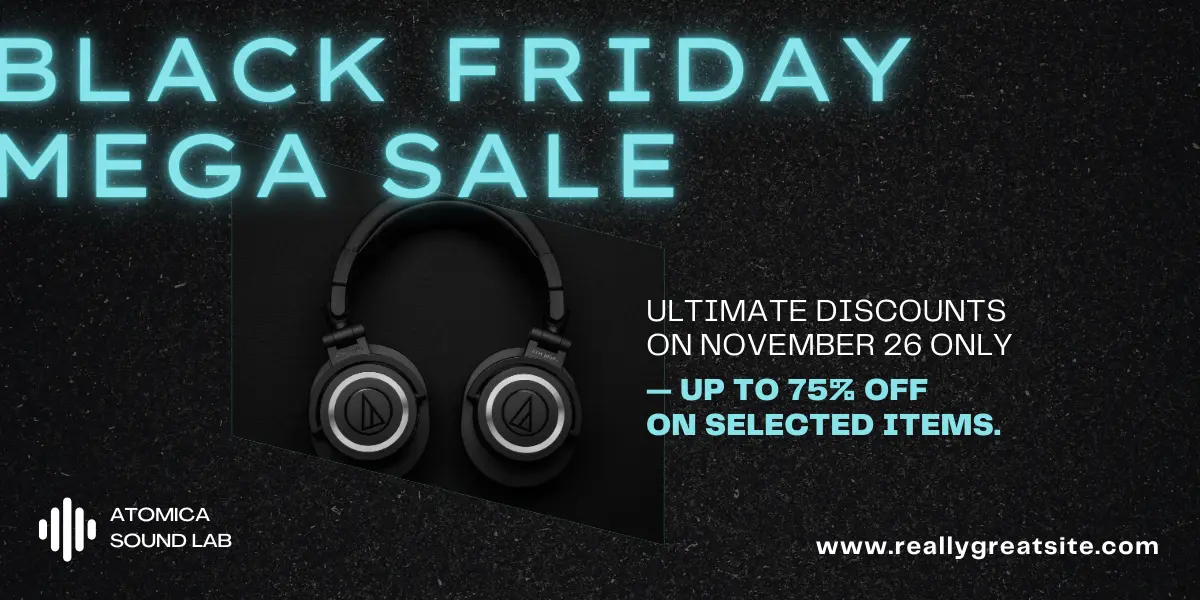 BLACK FRIDAY
MEGA SALE
ULTIMATE DISCOUNTS
ON NOVEMBER 26 ONLY
— UP TO 75% OFF
ON SELECTED ITEMS.
ATOMICA
SOUND LAB
www.reallygreatsite.com